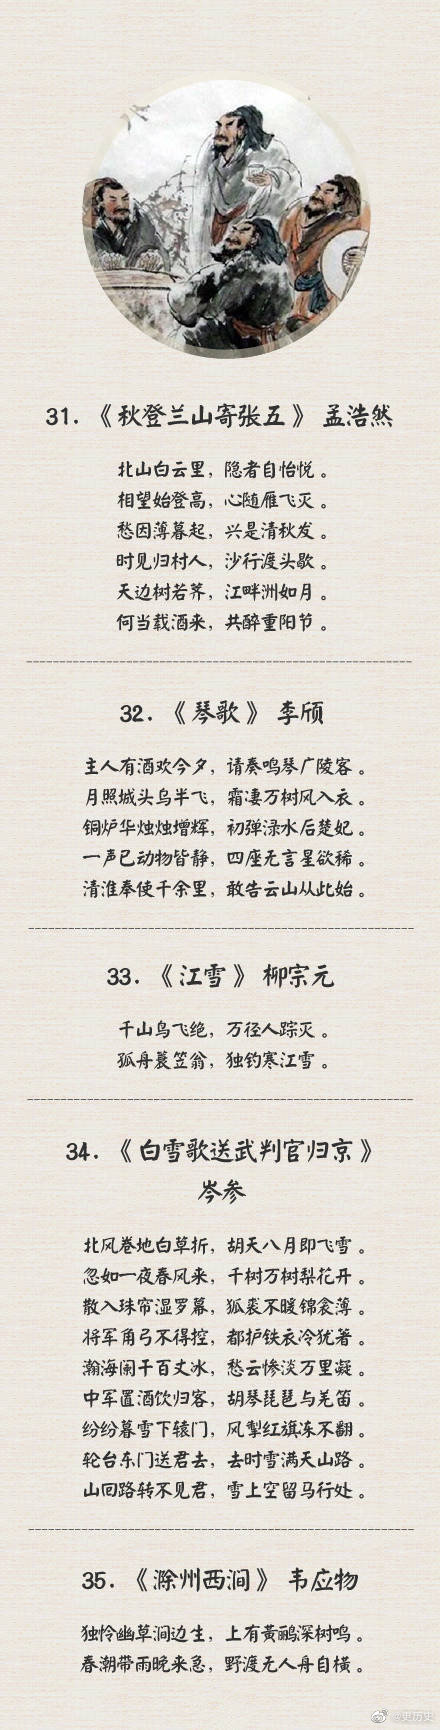 31.《秋登兰山寄张五》 孟浩然
北山白云里，隐者自怡悦。
相望始登高，心随雁飞灭。
愁因薄暮起，兴是清秋发。
时见归村人，沙行渡头歇。
天边树若荠，江畔洲如月。
何当载酒来，共醉重阳节。
32.《琴歌》 李颀
主人有酒欢今夕，请奏鸣琴广陵客。
月照城头乌半飞，霜凄万树风入衣。
铜炉华烛烛增辉，初弹渌水后楚妃。
一声已动物皆静，四座无言星欲稀。
清淮奉使千余里，敢告云山从此始。
33.《江雪》 柳宗元
千山鸟飞绝，万径人踪灭。
孤舟蓑笠翁，独钓寒江雪。
34.《白雪歌送武判官归京》
岑参
北风卷地白草折，胡天八月即飞雪。
忽如一夜春风来，千树万树梨花开。
散入珠帘湿罗幕，狐裘不暖锦衾薄。
将军角弓不得控，都护铁衣冷犹著。
瀚海阑干百丈冰，愁云惨淡万里凝。
中军置酒饮归客，胡琴琵琶与羌笛。
纷纷暮雪下辕门，风掣红旗冻不翻。
轮台东门送君去，去时雪满天山路。
山回路转不见君，雪上空留马行处。
35.《滁州西涧》 韦应物
独怜幽草涧边生，上有黄鹂深树鸣。
春潮带雨晚来急，野渡无人舟自横。
@更历史